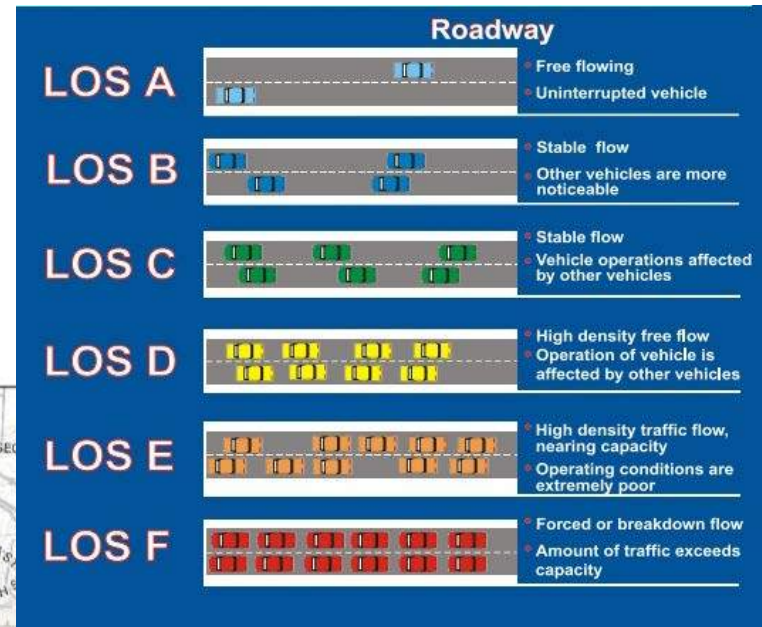 Roadway
LOS A
Free flowing
Uninterrupted vehicle
LOS B
Stable flow
Other vehicles are more
noticeable
LOS C
Stable flow
Vehicle operations affected
by other vehicles
LOS D
High density free flow
Operation of vehicle is
affected by other vehicles
LOS E
High density traffic flow,
nearing capacity
Operating conditions are
extremely poor
LOS F
Forced or breakdown flow
Amount of traffic exceeds
capacity